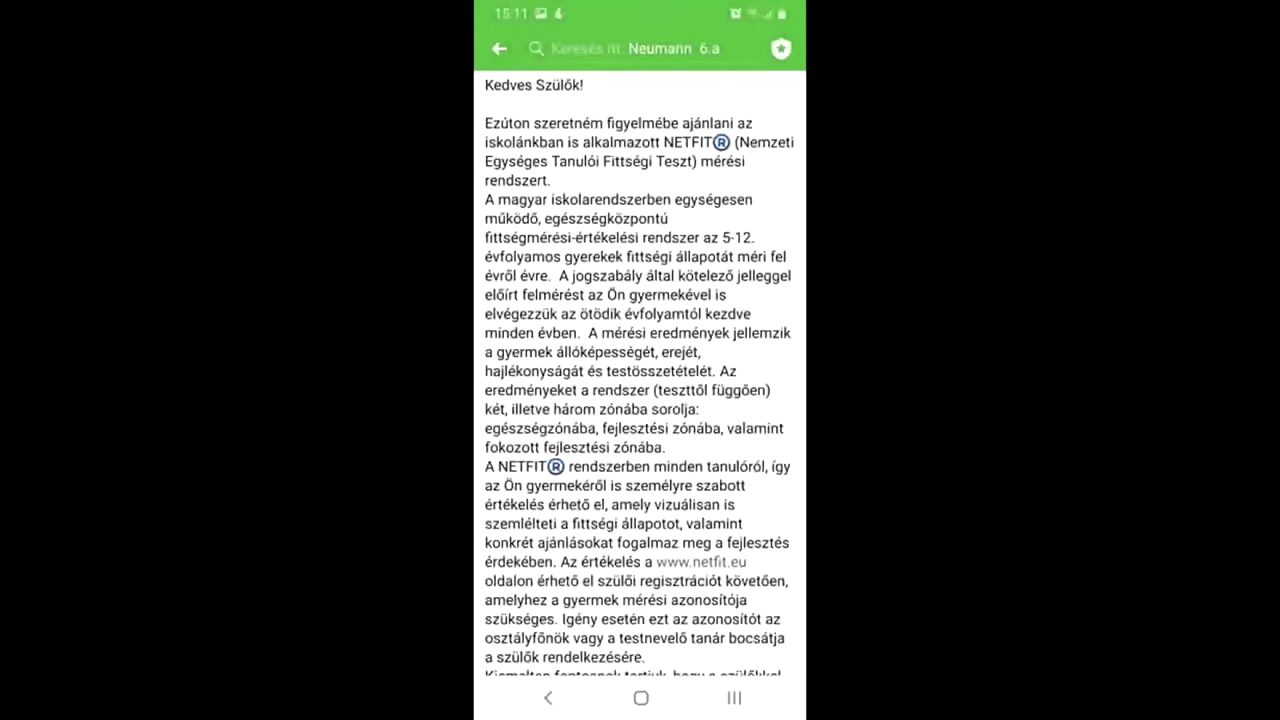 15:11
Keresés itt: Neumann 6.a
Kedves Szülők!
Ezúton szeretném figyelmébe ajánlani az
iskolánkban is alkalmazott NETFIT® (Nemzeti
Egységes Tanulói Fittségi Teszt) mérési
rendszert.
A magyar iskolarendszerben egységesen
működő, egészségközpontú
fittségmérési-értékelési rendszer az 5-12.
évfolyamos gyerekek fittségi állapotát méri fel
évről évre. A jogszabály által kötelező jelleggel
előírt felmérést az Ön gyermekével is
elvégezzük az ötödik évfolyamtól kezdve
minden évben. A mérési eredmények jellemzik
a gyermek állóképességét, erejét,
hajlékonyságát és testösszetételét. Az
eredményeket a rendszer (teszttől függően)
két, illetve három zónába sorolja:
egészségzónába, fejlesztési zónába, valamint
fokozott fejlesztési zónába.
A NETFIT® rendszerben minden tanulóról, így
az Ön gyermekéről is személyre szabott
értékelés érhető el, amely vizuálisan is
szemlélteti a fittségi állapotot, valamint
konkrét ajánlásokat fogalmaz meg a fejlesztés
érdekében. Az értékelés a www.netfit.eu
oldalon érhető el szülői regisztrációt követően,
amelyhez a gyermek mérési azonosítója
szükséges. Igény esetén ezt az azonosítót az
osztályfőnök vagy a testnevelő tanár bocsátja
a szülők rendelkezésére.